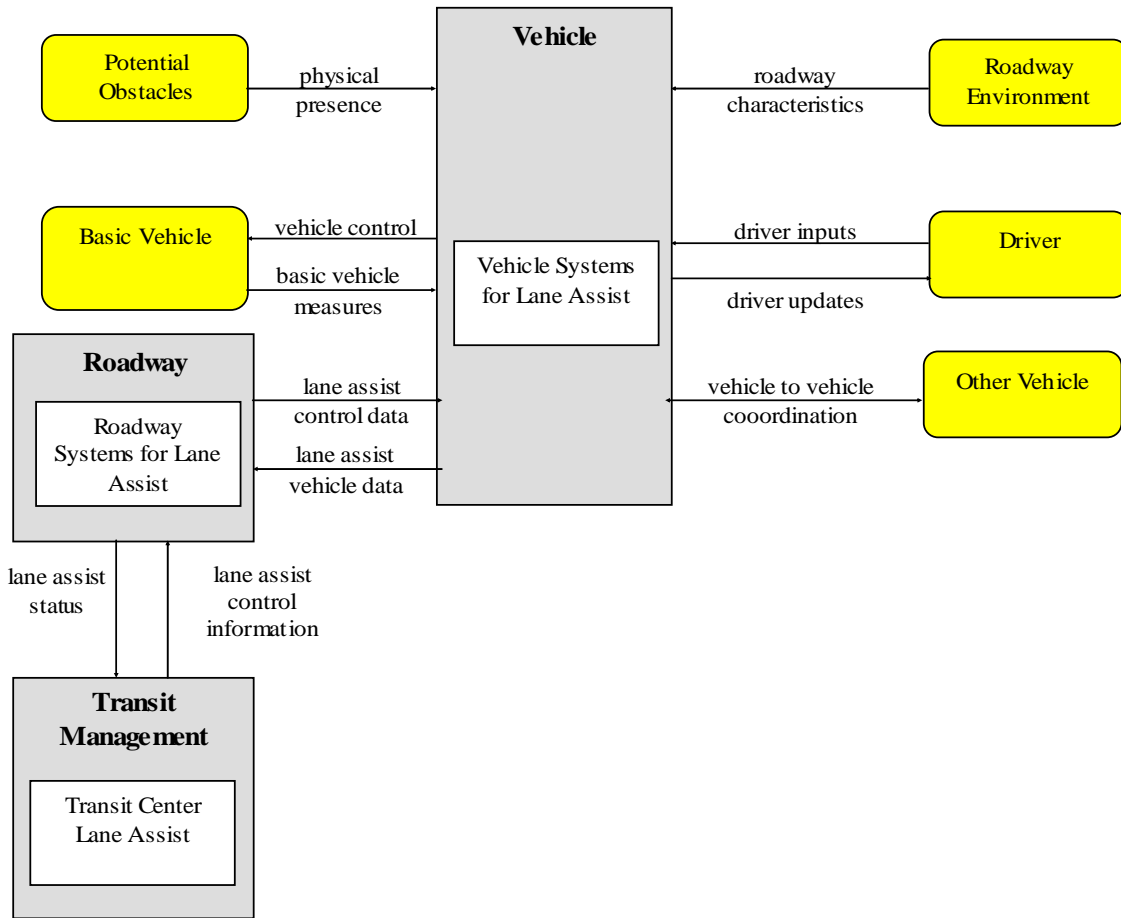 Vehicle
Potential
Obstacles
physical
presence
roadway
characteristics
Roadway
Environment
Basic Vehicle
vehicle control
basic vehicle
measures
Vehicle Systems
for Lane Assist
driver inputs
driver updates
Driver
Roadway
Roadway
Systems for Lane
Assist
lane assist
control data
lane assist
vehicle data
vehicle to vehicle
cooordination
Other Vehicle
lane assist
status
lane assist
control
information
Transit
Management
Transit Center
Lane Assist